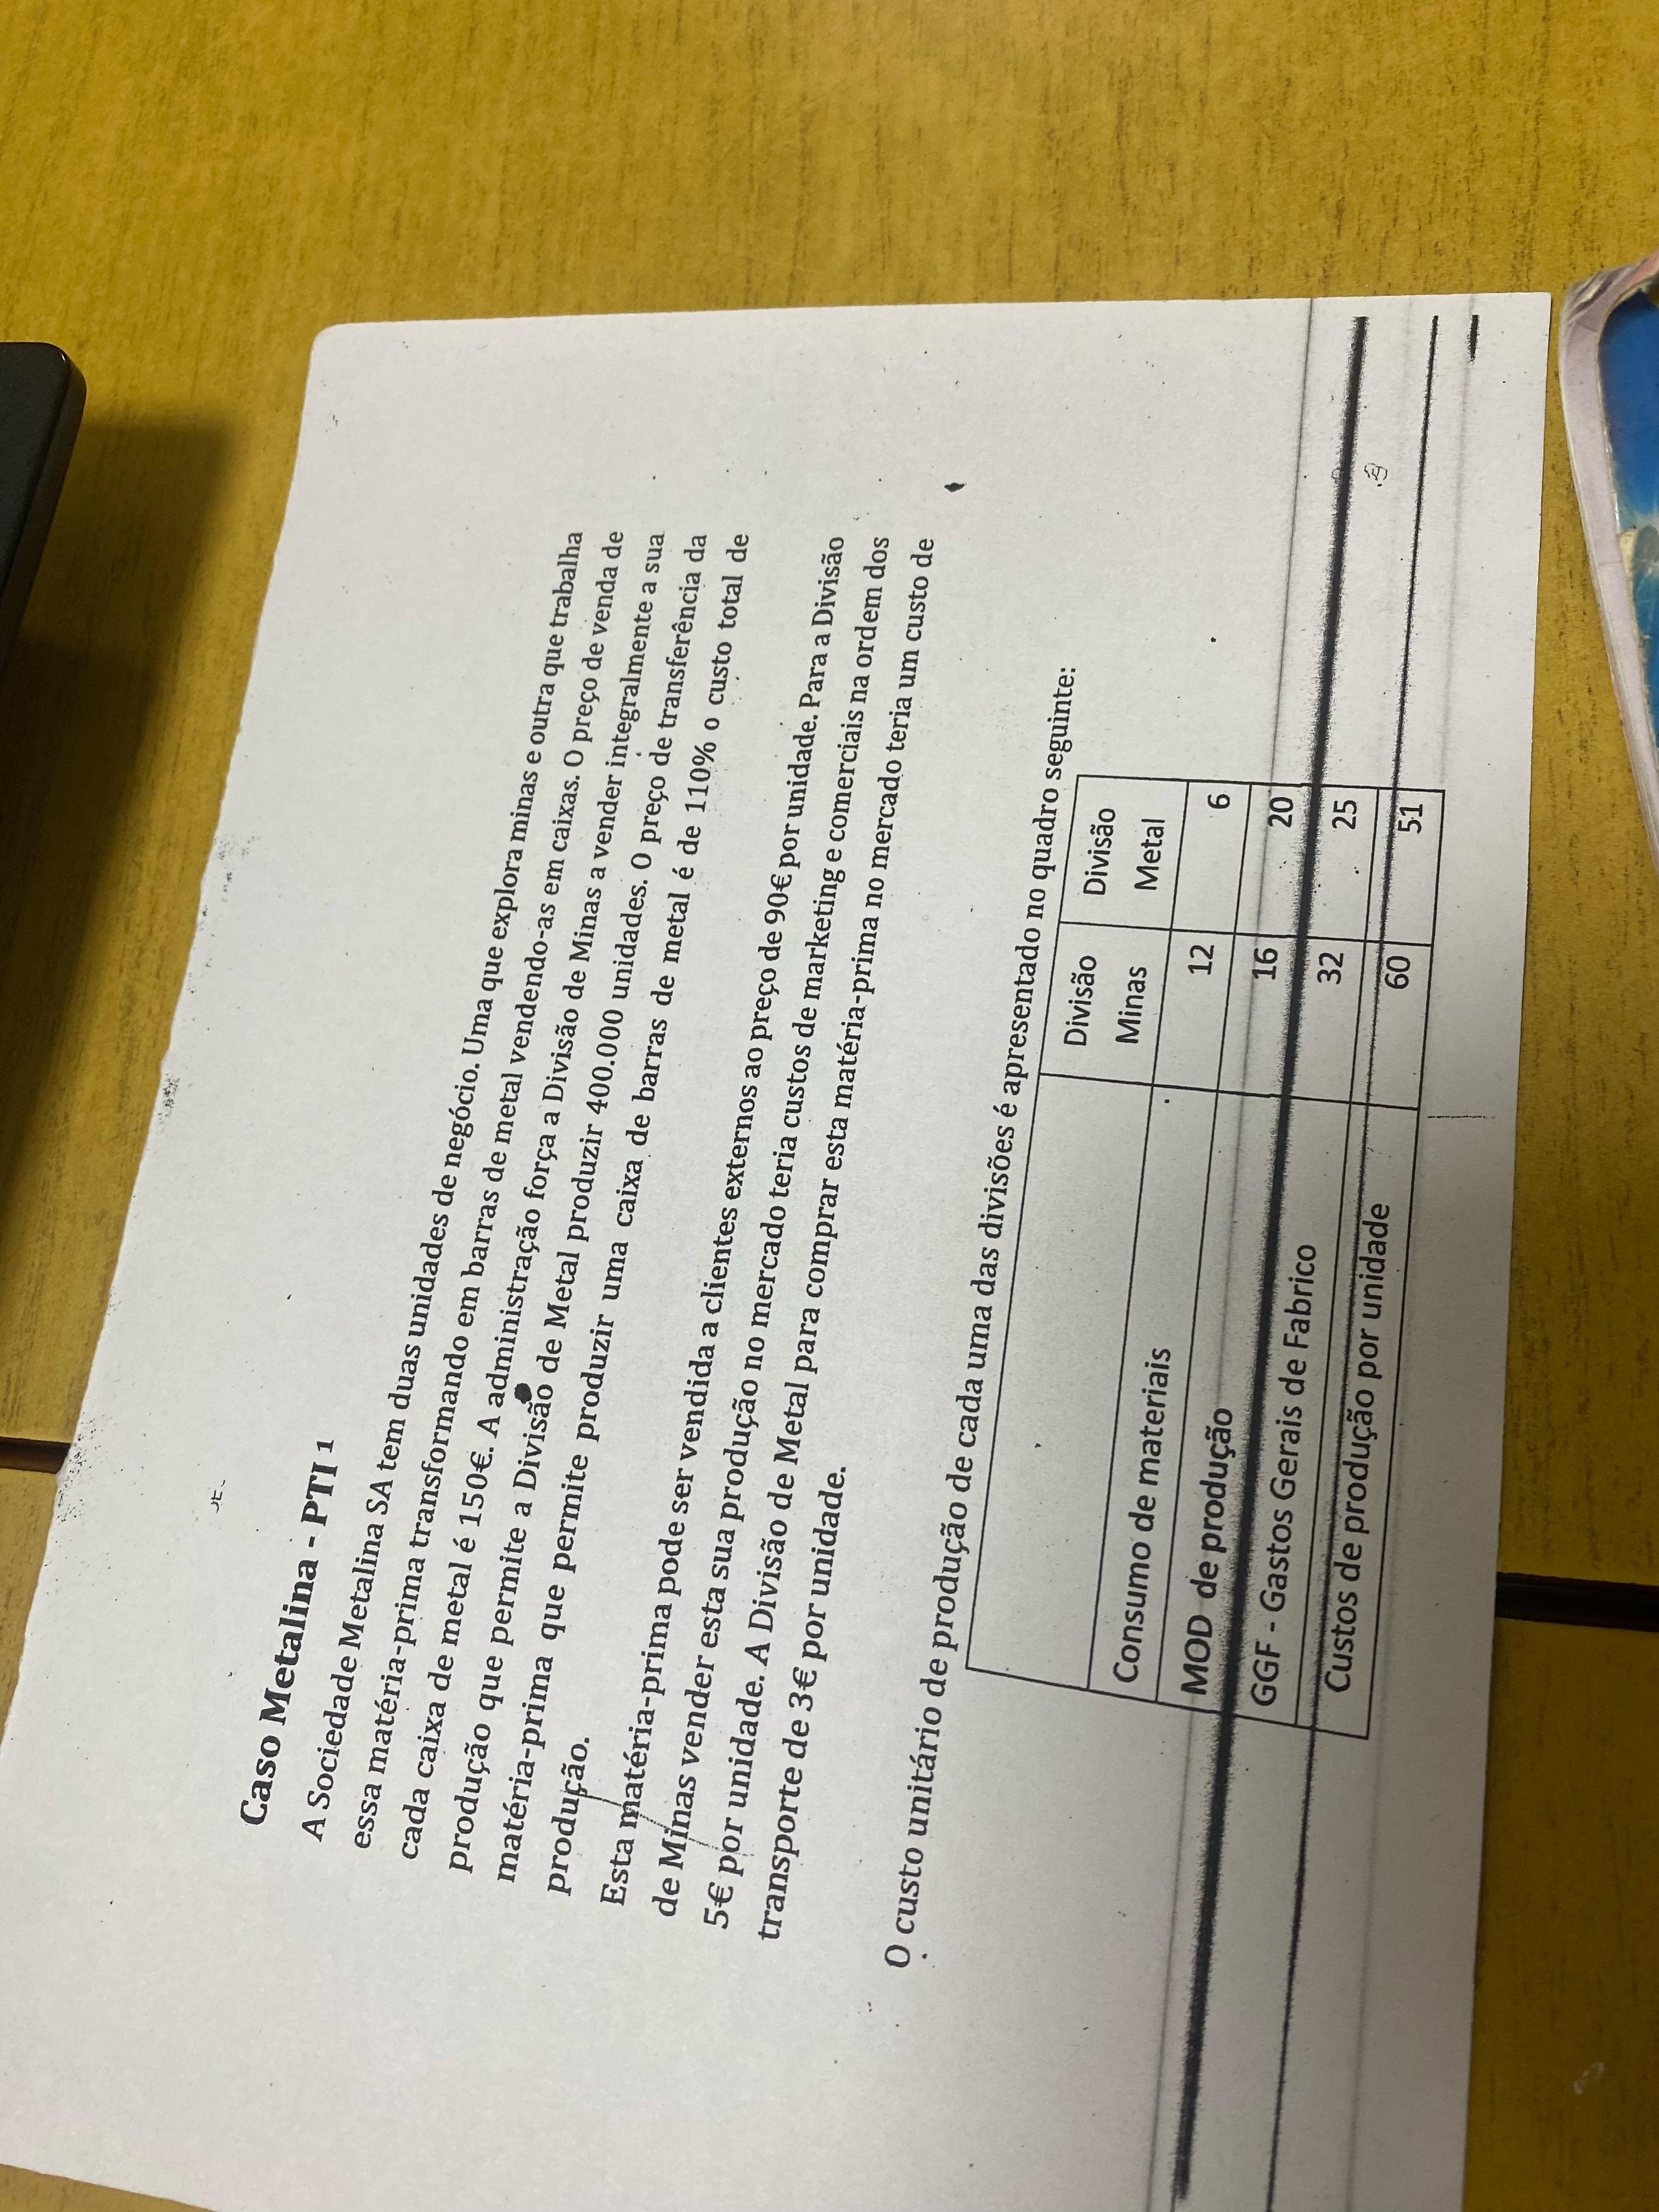 Caso Metalina - PTI 1
A Sociedade Metalina SA tem duas unidades de negócio. Uma que explora minas e outra que trabalha
essa matéria-prima transformando em barras de metal vendendo-as em caixas. O preço de venda de
cada caixa de metal é 150€. A administração força a Divisão de Minas a vender integralmente a sua
produção que permite a Divisão de Metal produzir 400.000 unidades. O preço de transferência da
matéria-prima que permite produzir uma caixa de barras de metal é de 110% o custo total de
produção.
Esta matéria-prima pode ser vendida a clientes externos ao preço de 90€ por unidade. Para a Divisão
de Minas vender esta sua produção no mercado teria custos de marketing e comerciais na ordem dos
5€ por unidade. A Divisão de Metal para comprar esta matéria-prima no mercado teria um custo de
transporte de 3€ por unidade.
O custo unitário de produção de cada uma das divisões é apresentado no quadro seguinte:
Divisão Divisão
Minas Metal
Consumo de materiais 12 6
MOD de produção 16 20
GGF - Gastos Gerais de Fabrico 32 25
Custos de produção por unidade 60 51